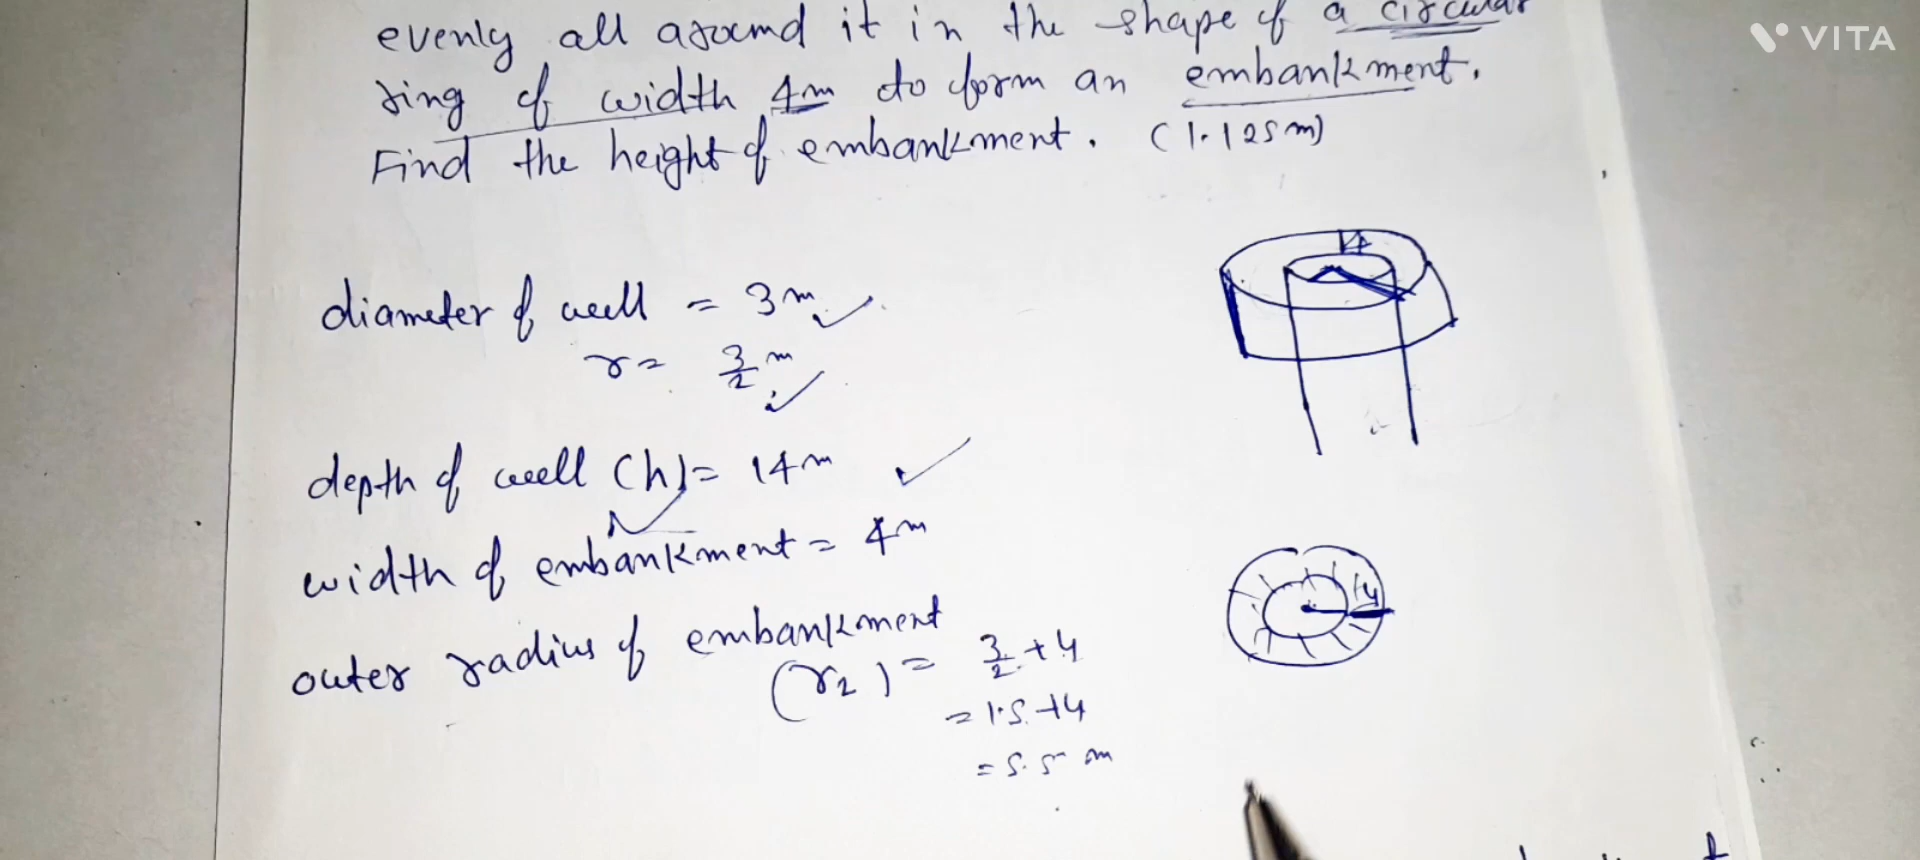 evenly all around it in the shape of a circular
ring of width 4m to form an embankment.
Find the height of embankment. (1.125m)
diameter of well = 3m
r = 3/2 m
depth of well (h) = 14m
width of embankment = 4m
outer radius of embankment
(r2) = 3/2 + 4
= 1.5 + 4
= 5.5 m
4
4
VITA